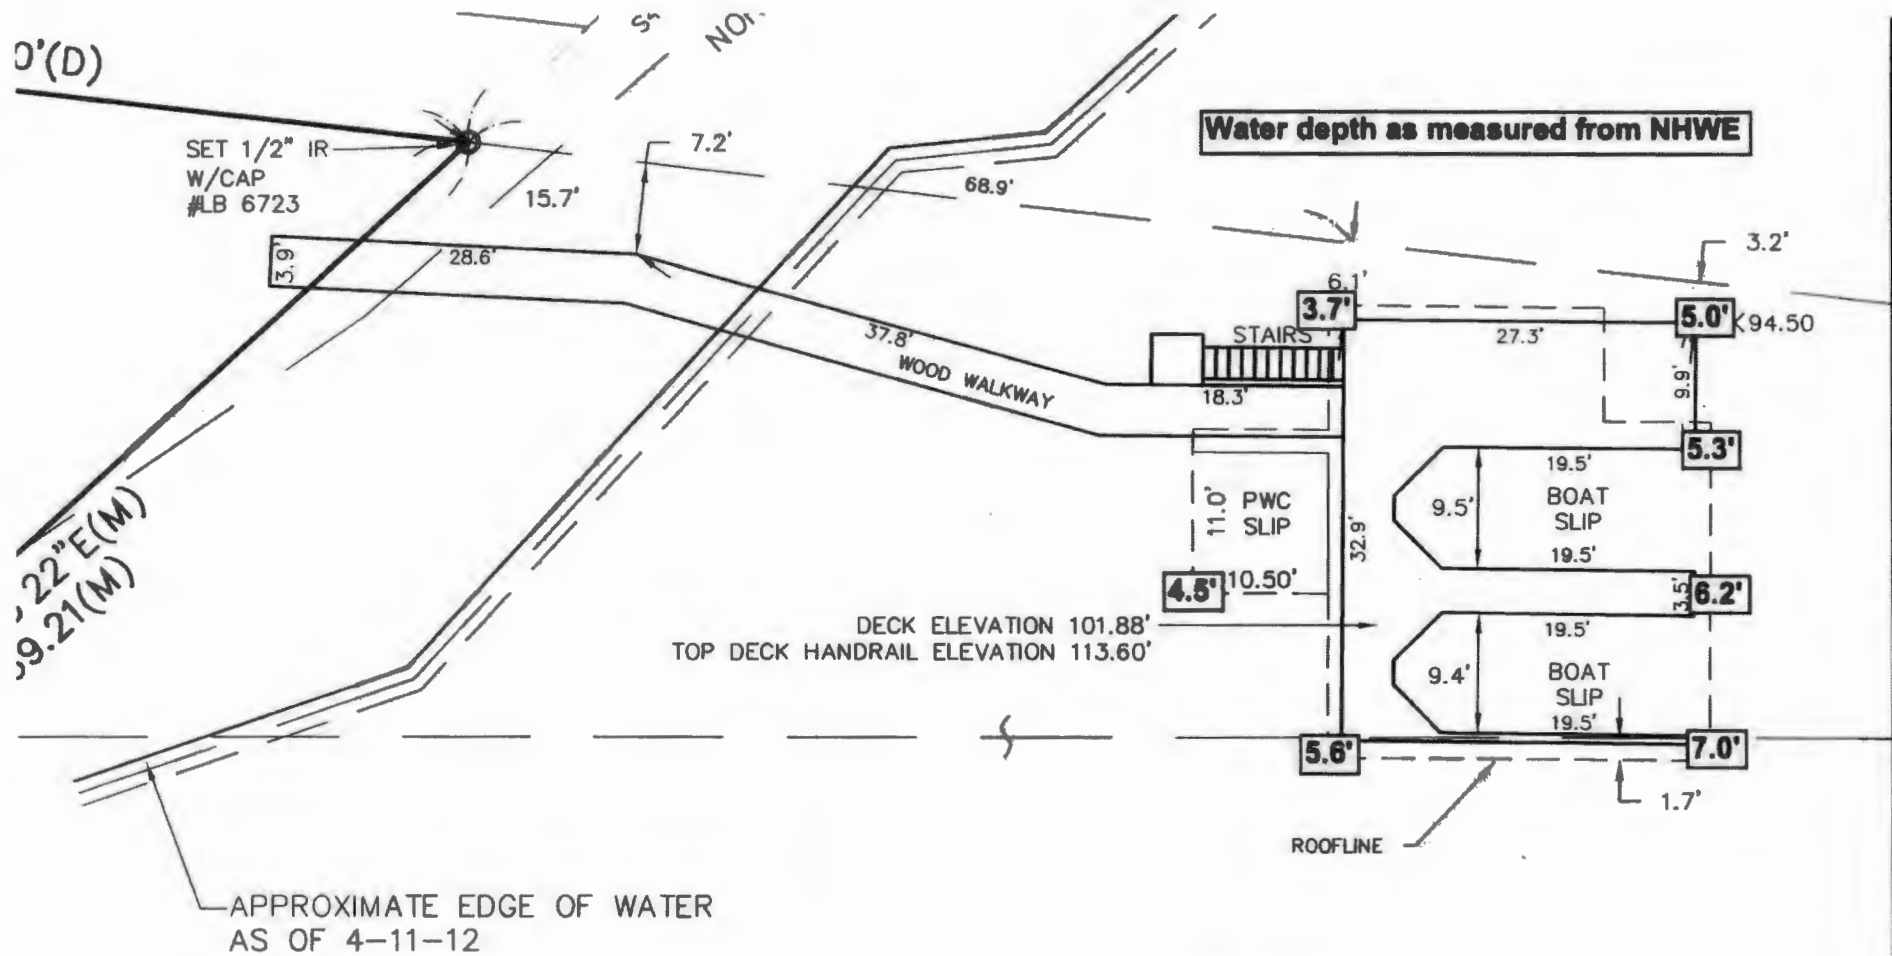 0'(D)
SET 1/2" IR
W/CAP
#LB 6723
15.7'
7.2'
68.9'
Water depth as measured from NHWE
3.2'
3.9'
28.6'
37.8'
WOOD WALKWAY
6.1'
3.7'
STAIRS
18.3'
27.3'
5.0'
94.50
9.9'
5.3'
19.5'
BOAT
SLIP
9.5'
19.5'
11.0'
PWC
SLIP
32.9'
4.5'
10.50'
3.5'
6.2'
DECK ELEVATION 101.88'
TOP DECK HANDRAIL ELEVATION 113.60'
19.5'
BOAT
SLIP
9.4'
19.5'
5.6'
7.0'
1.7'
ROOFLINE
22"E(M)
39.21(M)
APPROXIMATE EDGE OF WATER
AS OF 4-11-12